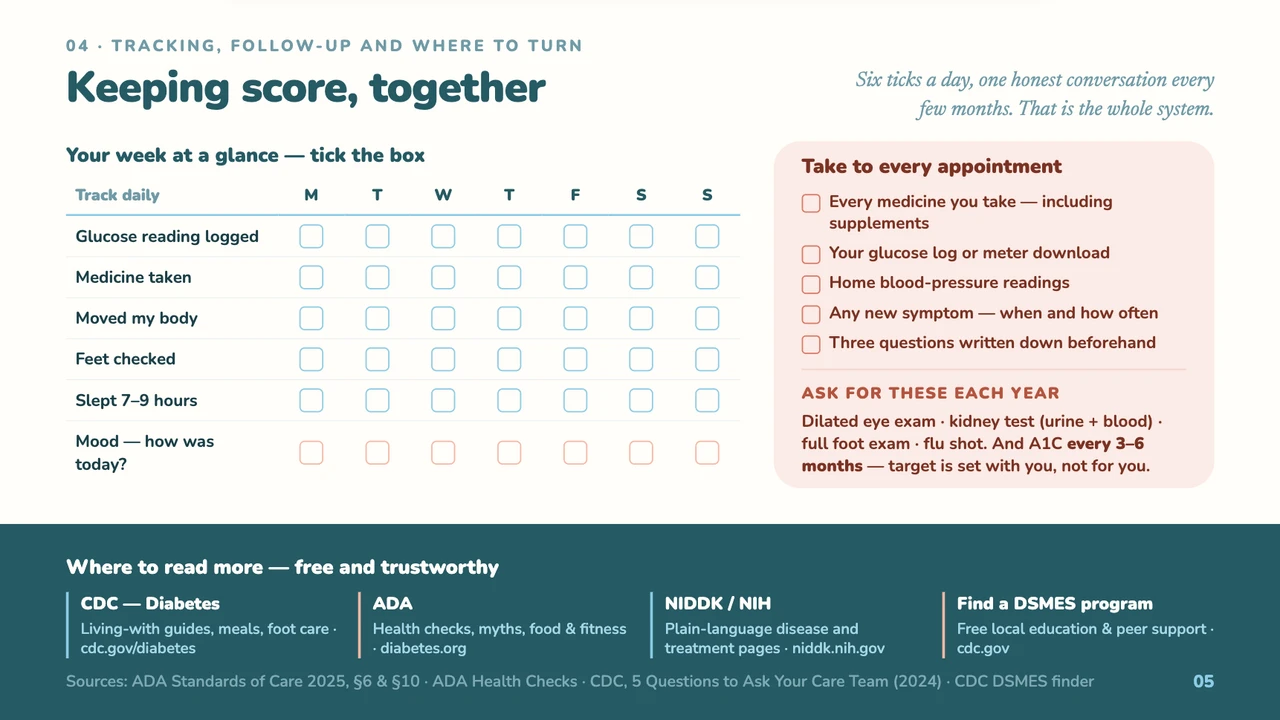 04 · TRACKING, FOLLOW-UP AND WHERE TO TURN
Keeping score, together
Six ticks a day, one honest conversation every
few months. That is the whole system.
Your week at a glance — tick the box
Track daily M T W T F S S
Glucose reading logged
Medicine taken
Moved my body
Feet checked
Slept 7–9 hours
Mood — how was
today?
Take to every appointment
Every medicine you take — including
supplements
Your glucose log or meter download
Home blood-pressure readings
Any new symptom — when and how often
Three questions written down beforehand
ASK FOR THESE EACH YEAR
Dilated eye exam · kidney test (urine + blood) ·
full foot exam · flu shot. And A1C every 3–6
months — target is set with you, not for you.
Where to read more — free and trustworthy
CDC — Diabetes
Living-with guides, meals, foot care ·
cdc.gov/diabetes
ADA
Health checks, myths, food & fitness
· diabetes.org
NIDDK / NIH
Plain-language disease and
treatment pages · niddk.nih.gov
Find a DSMES program
Free local education & peer support ·
cdc.gov
Sources: ADA Standards of Care 2025, §6 & §10 · ADA Health Checks · CDC, 5 Questions to Ask Your Care Team (2024) · CDC DSMES finder
05